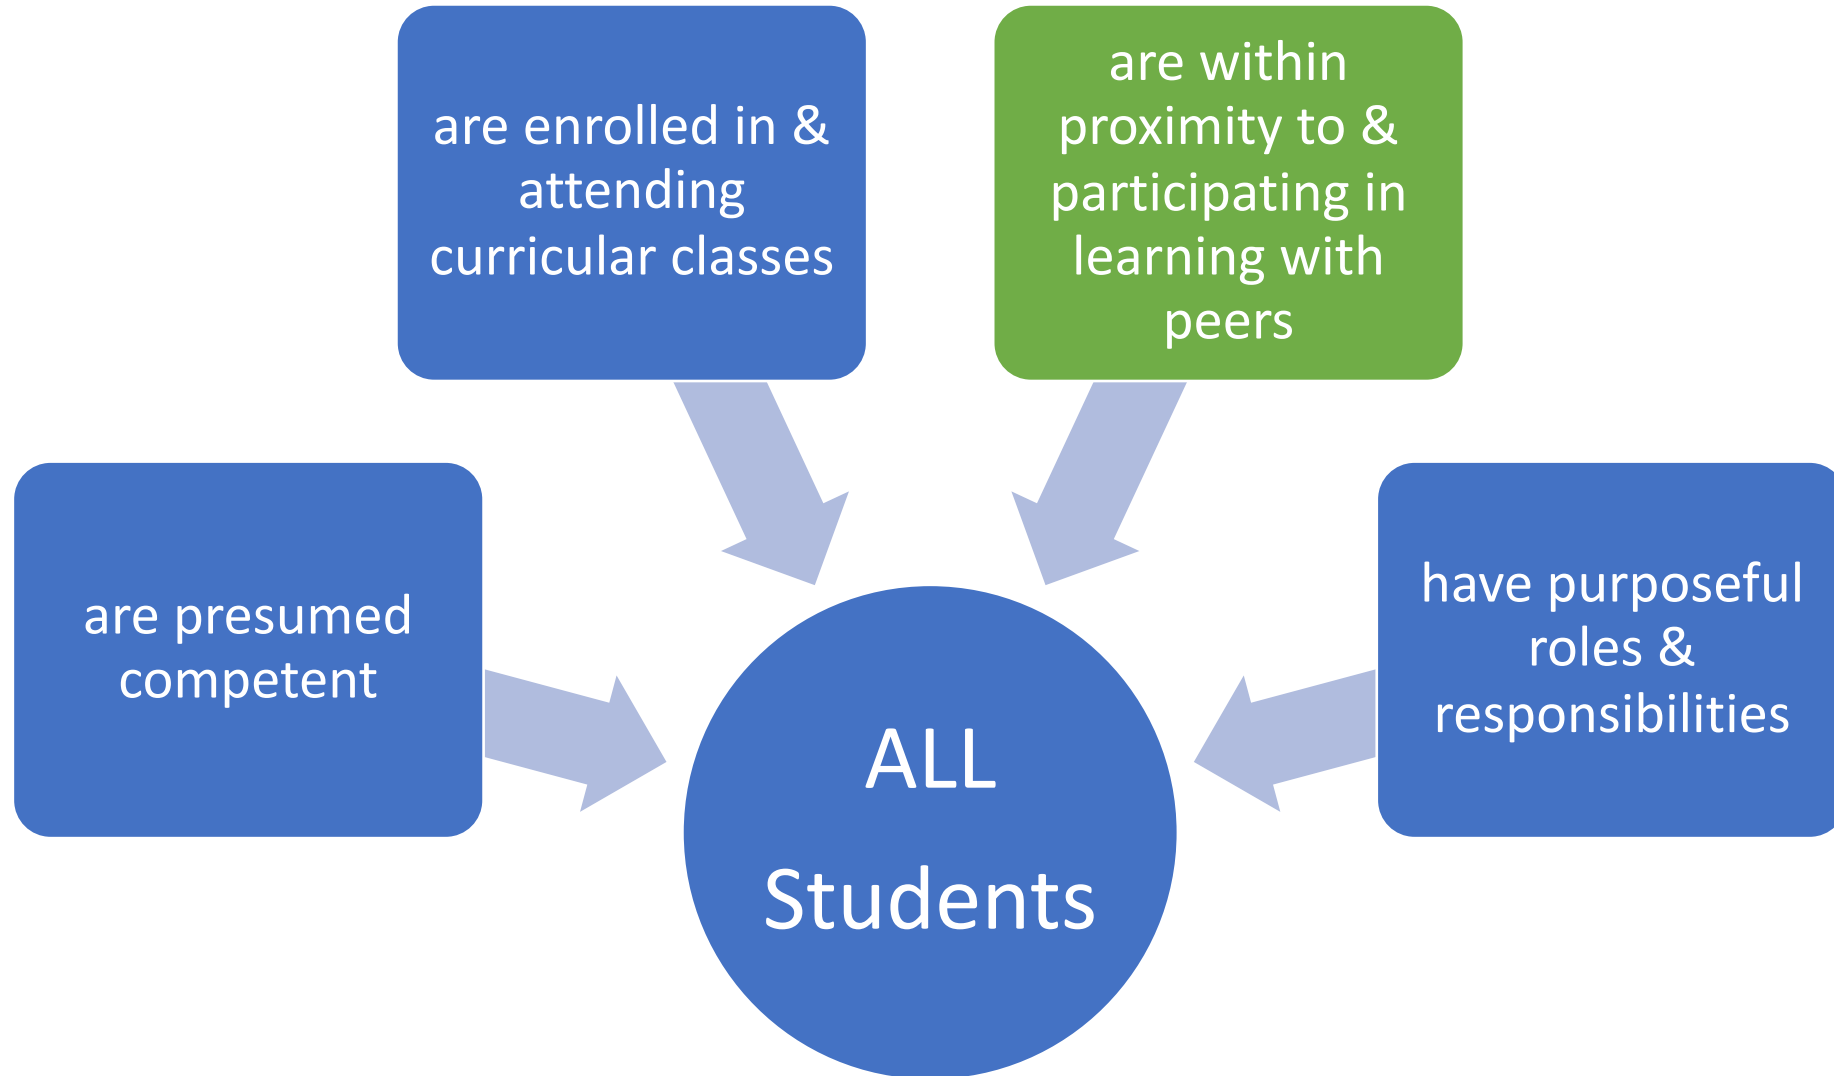 are enrolled in &
attending
curricular classes
are within
proximity to &
participating in
learning with
peers
are presumed
competent
have purposeful
roles &
responsibilities
ALL
Students